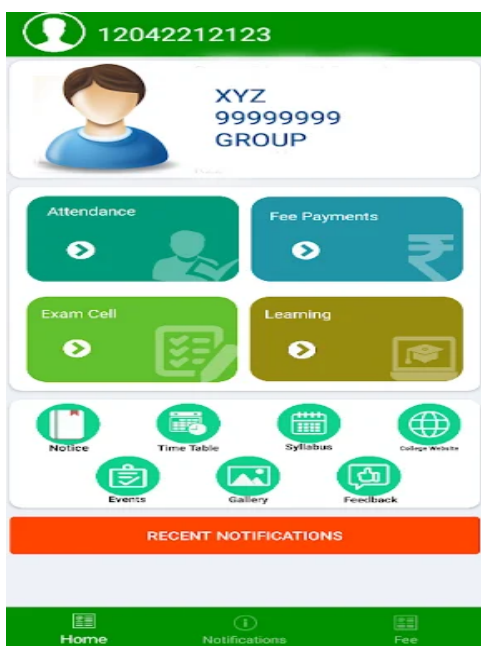 12042212123
XYZ
99999999
GROUP
Attendance
Fee Payments
₹
Exam Cell
Learning
Notice
Time Table
Syllabus
College Website
Events
Gallery
Feedback
RECENT NOTIFICATIONS
Home
Notifications
Fee